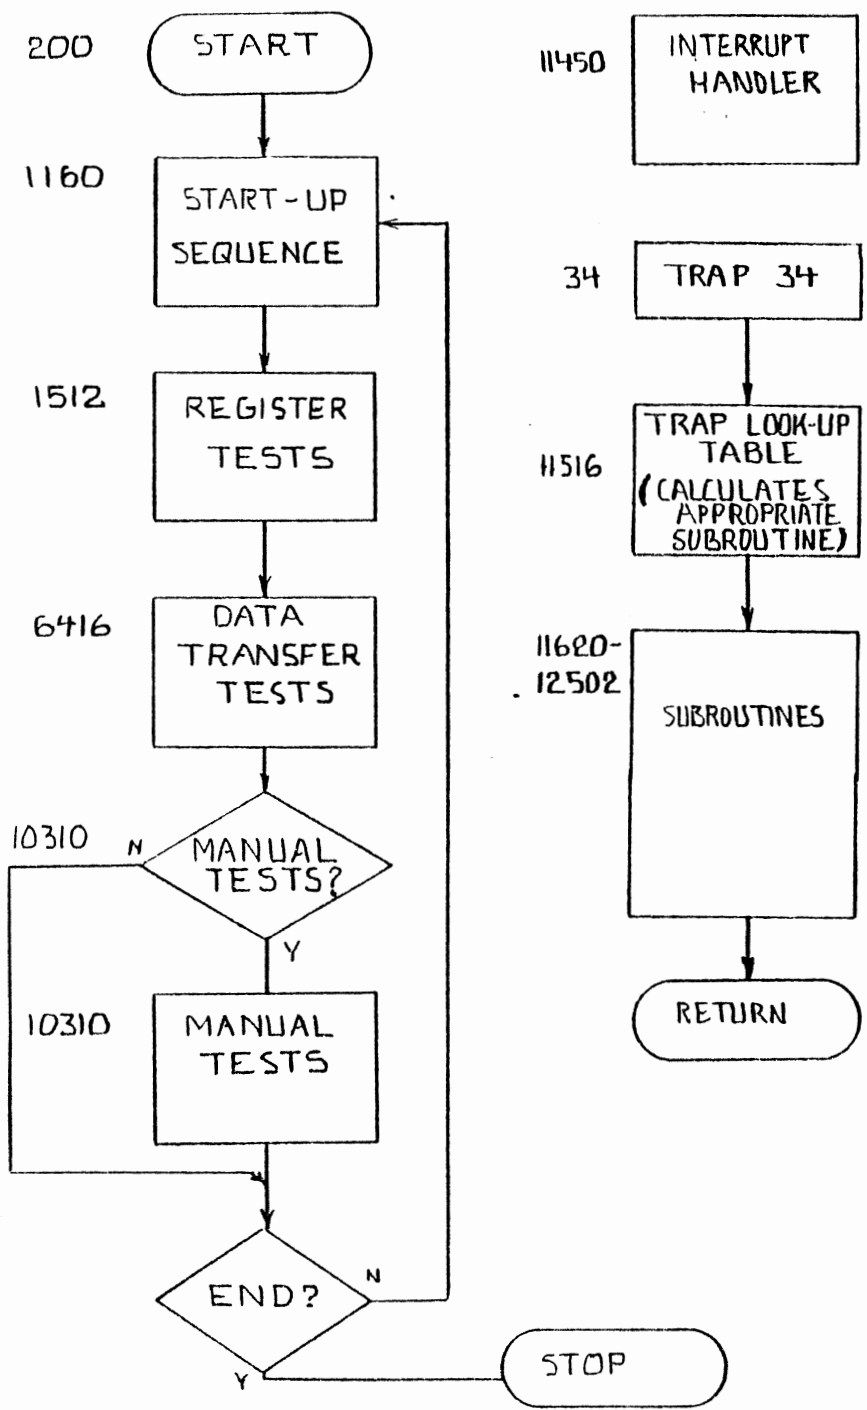 200
START
1160
START-UP
SEQUENCE
1512
REGISTER
TESTS
6416
DATA
TRANSFER
TESTS
10310
N
MANUAL
TESTS?
Y
10310
MANUAL
TESTS
END?
N
Y
STOP
11450
INTERRUPT
HANDLER
34
TRAP 34
11516
TRAP LOOK-UP
TABLE
(CALCULATES
APPROPRIATE
SUBROUTINE)
11620-
12502
SUBROUTINES
RETURN